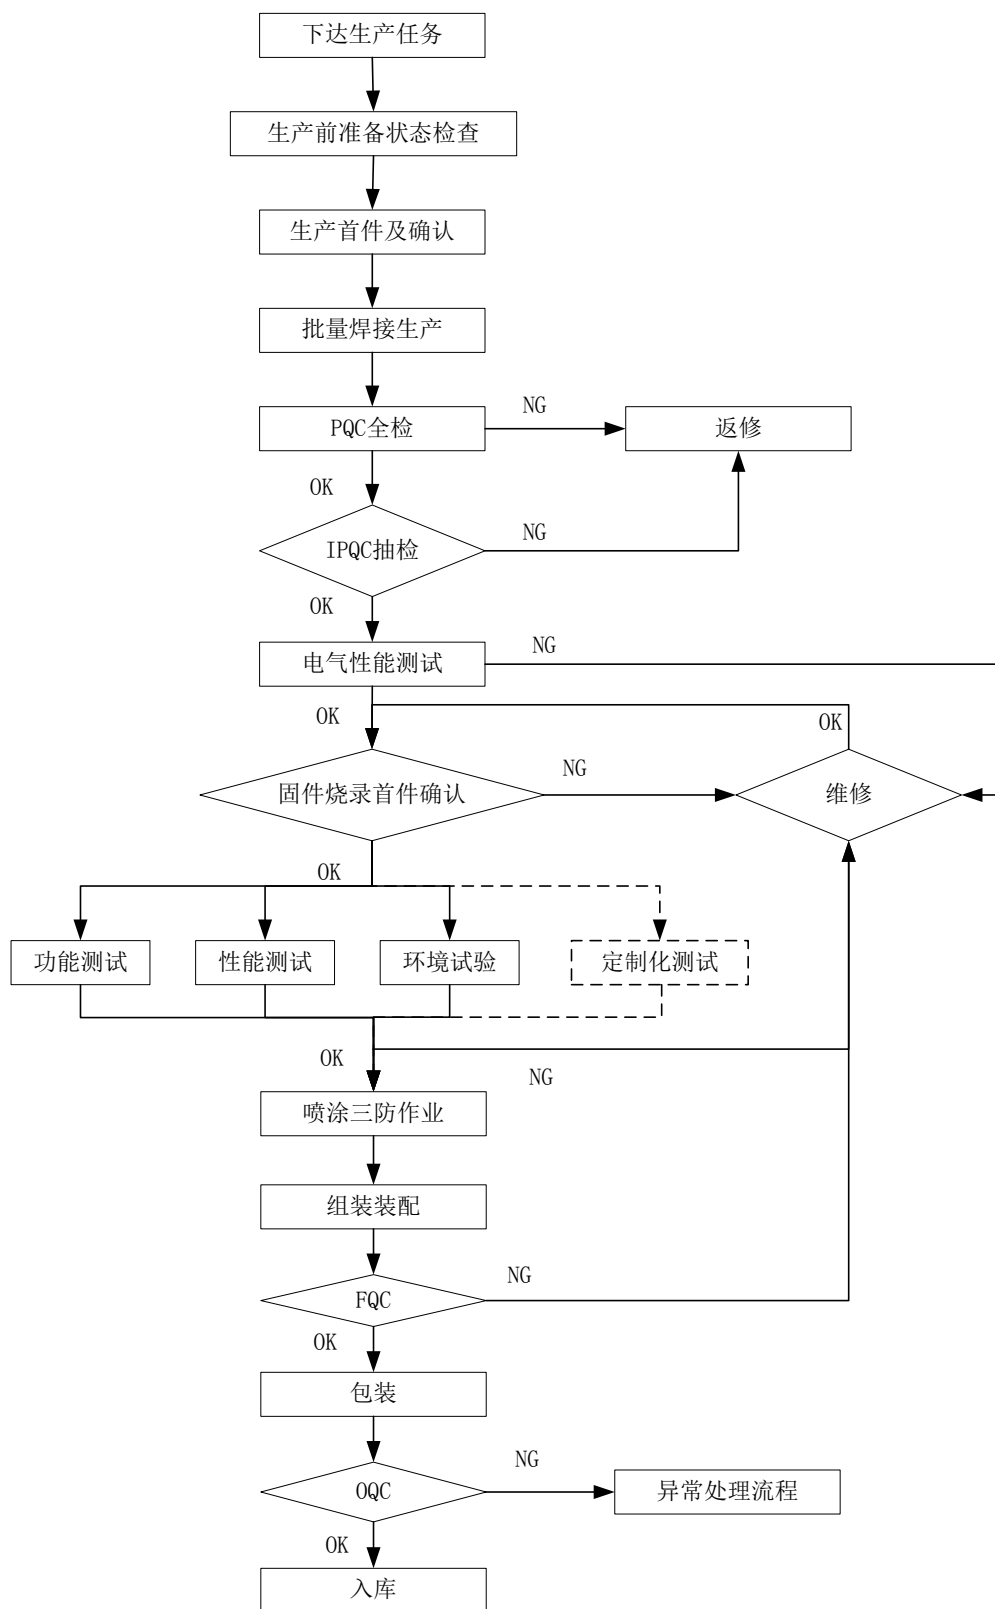 下达生产任务
生产前准备状态检查
生产首件及确认
批量焊接生产
PQC全检
NG
返修
OK
IPQC抽检
NG
OK
电气性能测试
NG
OK
OK
固件烧录首件确认
NG
维修
OK
功能测试
性能测试
环境试验
定制化测试
OK
NG
喷涂三防作业
组装装配
FQC
NG
OK
包装
OQC
NG
异常处理流程
OK
入库